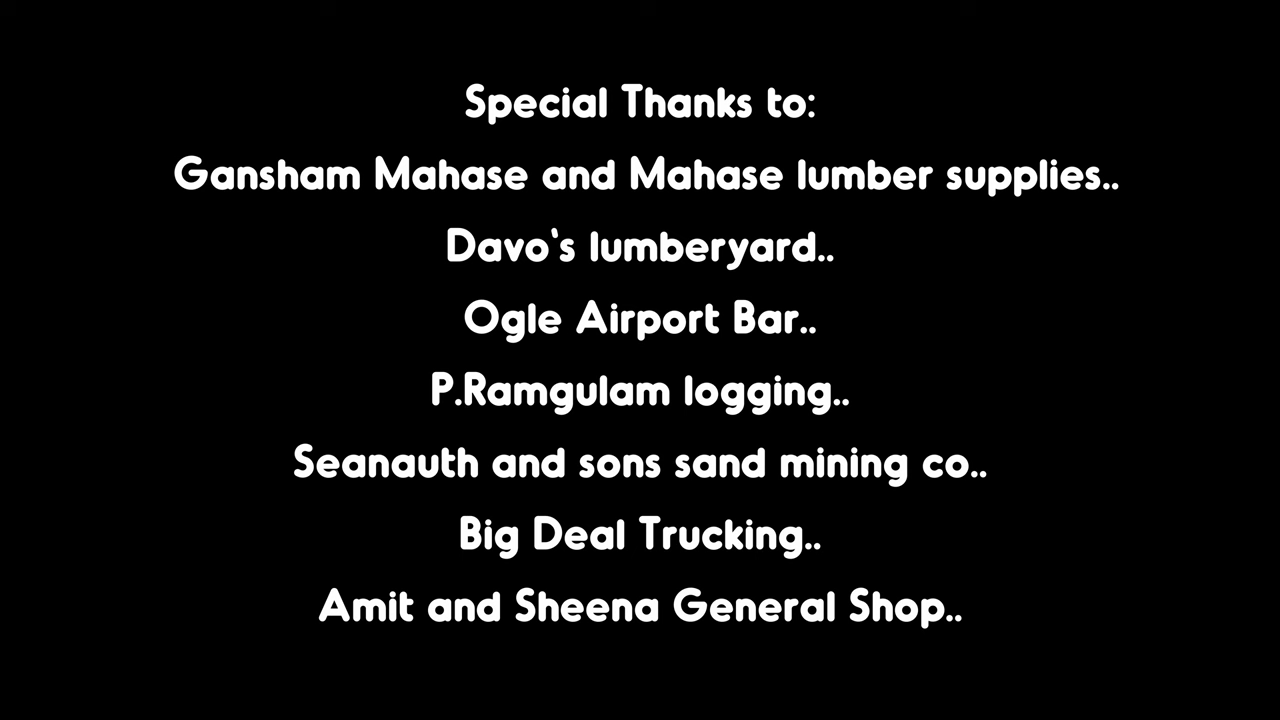 Special Thanks to:
Gansham Mahase and Mahase lumber supplies..
Davo's lumberyard..
Ogle Airport Bar..
P.Ramgulam logging..
Seanauth and sons sand mining co..
Big Deal Trucking..
Amit and Sheena General Shop..